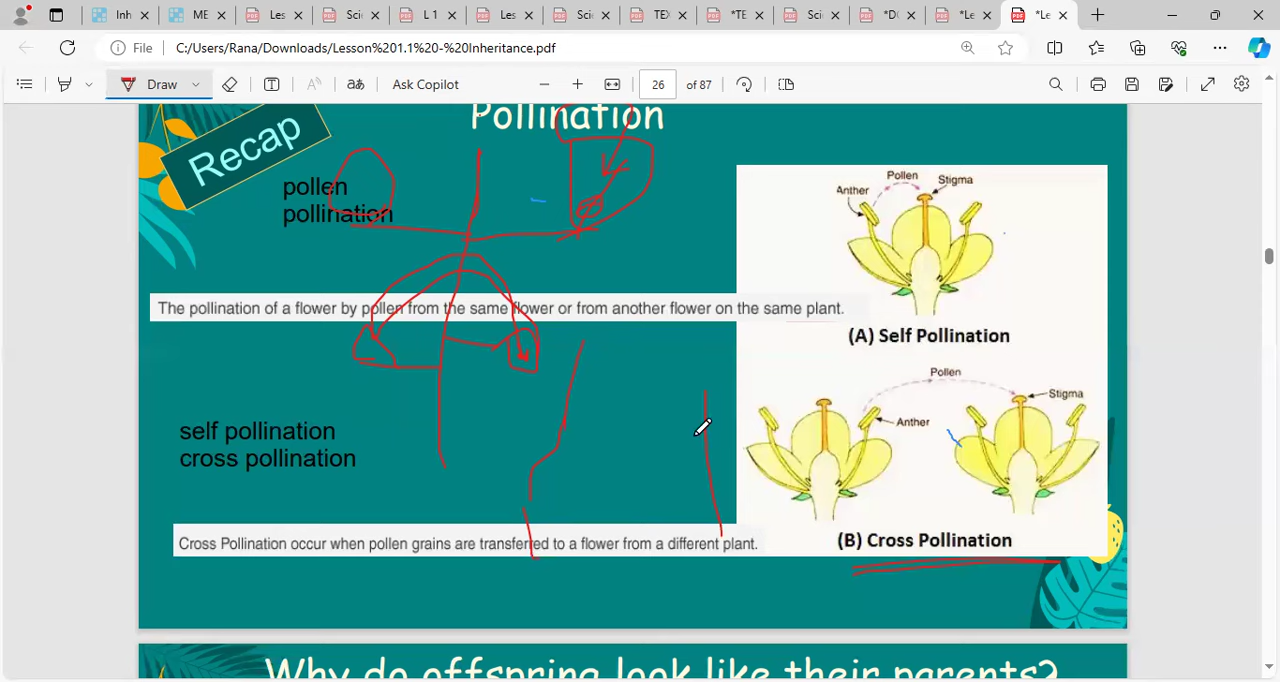 Inh
ME
Les
Scie
L 1
Les
Sci
TEX
*TE
Scie
*D(
*Le
*Le
File
C:/Users/Rana/Downloads/Lesson%201.1%20-%20Inheritance.pdf
Draw
Ask Copilot
26
of 87
Pollination
Recap
pollen
pollination
Pollen
Stigma
Anther
The pollination of a flower by pollen from the same flower or from another flower on the same plant.
(A) Self Pollination
Pollen
Stigma
Anther
self pollination
cross pollination
Cross Pollination occur when pollen grains are transferred to a flower from a different plant.
(B) Cross Pollination
Why do offspring look like their parents?